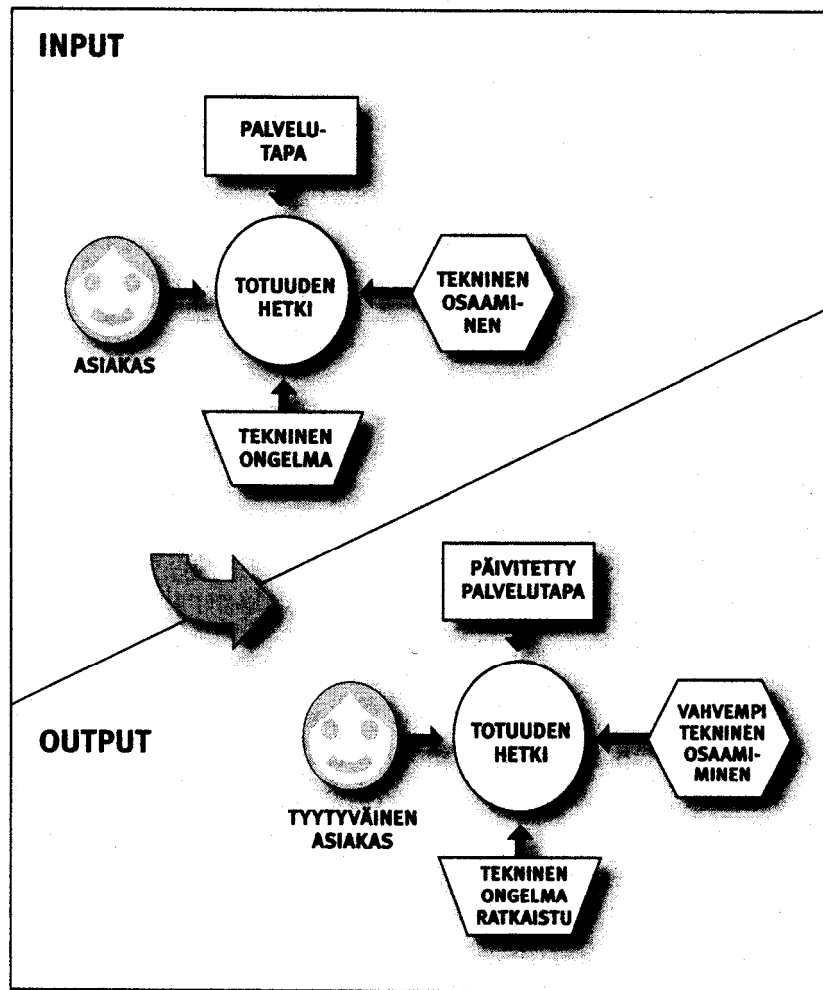 INPUT
PALVELU-
TAPA
TOTUUDEN
HETKI
TEKNINEN
OSAAMI-
NEN
ASIAKAS
TEKNINEN
ONGELMA
PÄIVITETTY
PALVELUTAPA
OUTPUT
TOTUUDEN
HETKI
VAHVEMPI
TEKNINEN
OSAAMI-
MINEN
TYYTYVÄINEN
ASIAKAS
TEKNINEN
ONGELMA
RATKAISTU